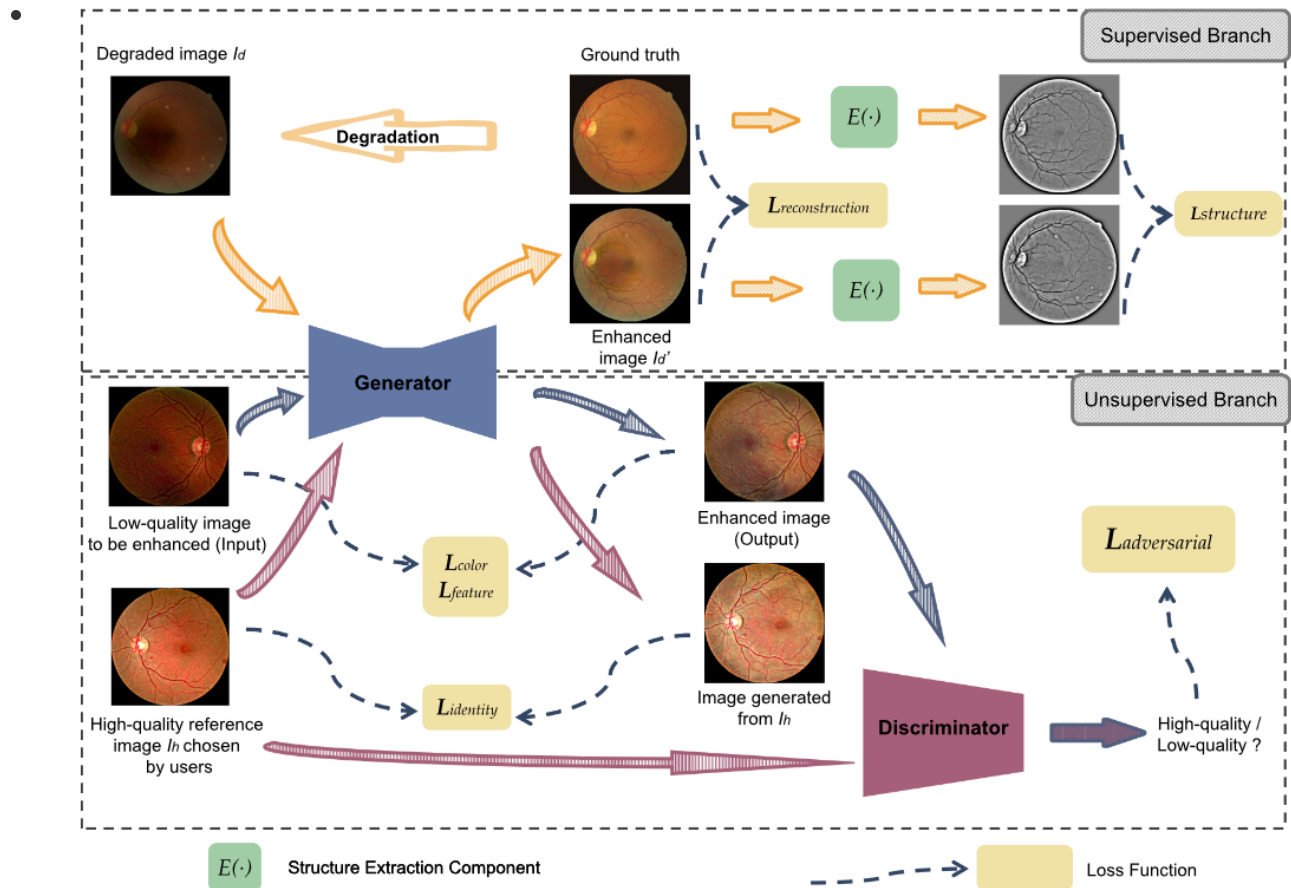 Supervised Branch
Degraded image Id
Ground truth
Degradation
E(·)
Lreconstruction
Lstructure
E(·)
Enhanced
image Id'
Generator
Unsupervised Branch
Low-quality image
to be enhanced (Input)
Enhanced image
(Output)
Lcolor
Lfeature
Ladversarial
High-quality reference
image Ih chosen
by users
Lidentity
Image generated
from Ih
Discriminator
High-quality /
Low-quality ?
E(·)
Structure Extraction Component
Loss Function